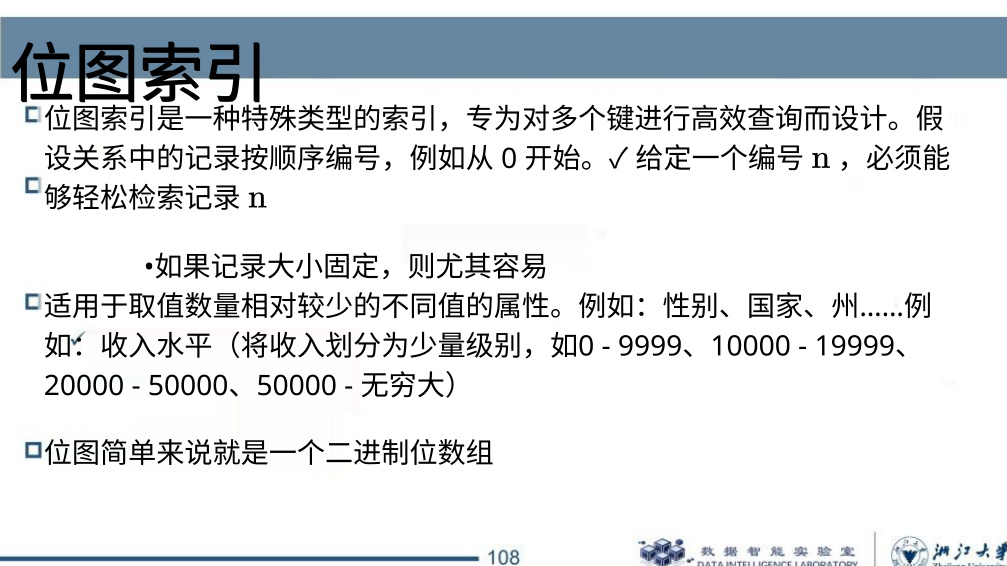 位图索引
位图索引是一种特殊类型的索引，专为对多个键进行高效查询而设计。假
设关系中的记录按顺序编号，例如从 0 开始。✓ 给定一个编号 n ，必须能
够轻松检索记录 n
•如果记录大小固定，则尤其容易
适用于取值数量相对较少的不同值的属性。例如：性别、国家、州……例
如：收入水平（将收入划分为少量级别，如0 - 9999、10000 - 19999、
20000 - 50000、50000 - 无穷大）
位图简单来说就是一个二进制位数组
108
数据智能实验室
DATA INTELLIGENCE LABORATORY
浙江大学
Zhejiang University